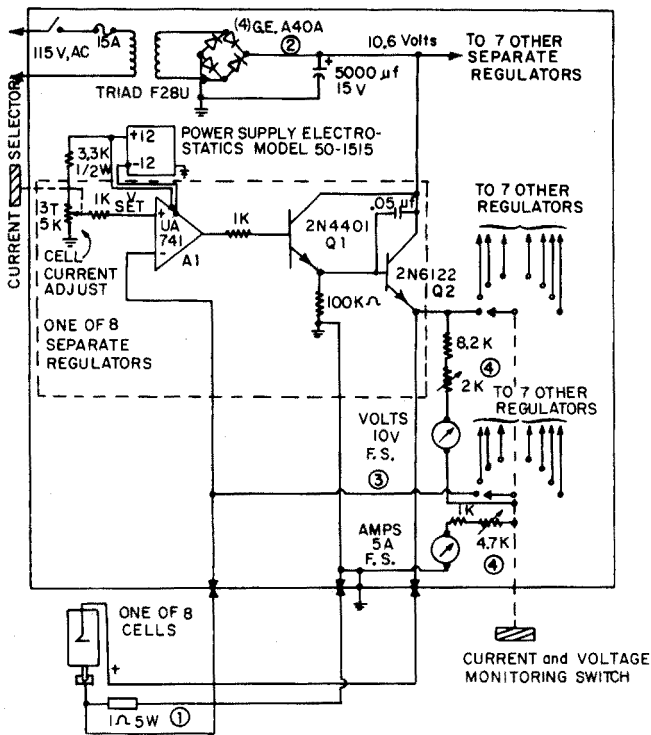 (4) G.E. A40A
②
10.6 Volts
TO 7 OTHER
SEPARATE
REGULATORS
115V, AC
15A
+
5000 µf
15 V
TRIAD F28U
CURRENT SELECTOR
3.3K
1/2W
+12
-12
POWER SUPPLY ELECTRO-
STATICS MODEL 50-1515
3T
5K
1K
V
SET
+
UA
741
-
A1
1K
2N4401
Q1
.05 µf
2N6122
Q2
TO 7 OTHER
REGULATORS
CELL
CURRENT
ADJUST
100K Ω
ONE OF 8
SEPARATE
REGULATORS
8.2K
④
2K
TO 7 OTHER
REGULATORS
VOLTS
10V
F.S.
③
AMPS
5A
F.S.
1K
4.7K
④
ONE OF 8
CELLS
+
1Ω 5W
①
CURRENT and VOLTAGE
MONITORING SWITCH